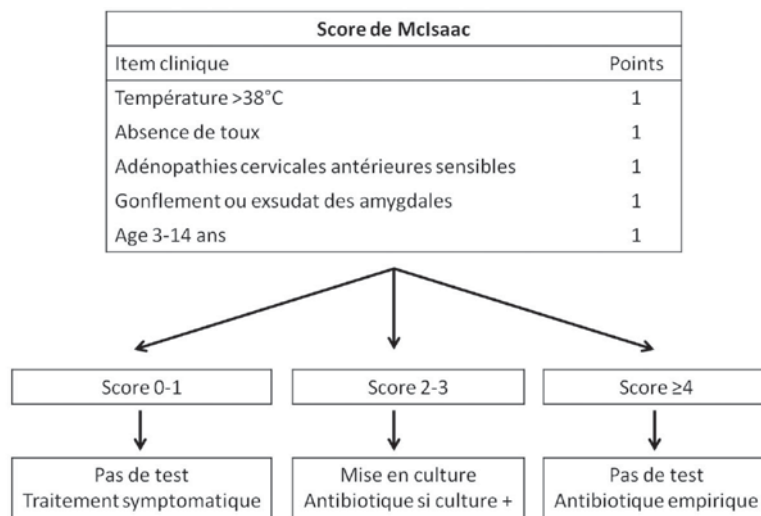 Score de McIsaac
Item clinique Points
Température >38°C 1
Absence de toux 1
Adénopathies cervicales antérieures sensibles 1
Gonflement ou exsudat des amygdales 1
Age 3-14 ans 1
Score 0-1 Score 2-3 Score ≥4
Pas de test Mise en culture Pas de test
Traitement symptomatique Antibiotique si culture + Antibiotique empirique